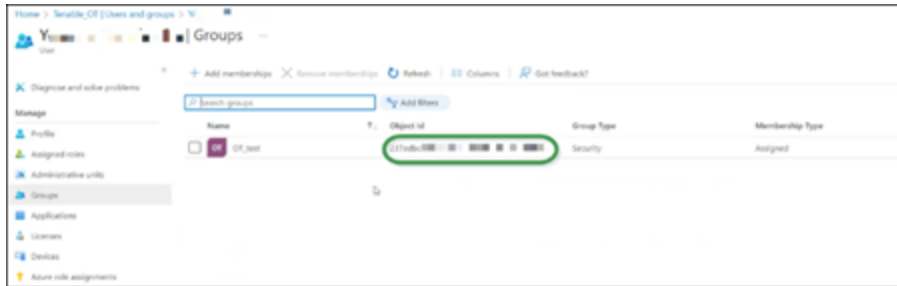 Home > Tenable_OT | Users and groups >
| Groups
User
Diagnose and solve problems
Manage
Profile
Assigned roles
Administrative units
Groups
Applications
Licenses
Devices
Azure role assignments
+ Add memberships Remove memberships Refresh Columns Got feedback?
Search groups
Add filters
Name Object Id Group Type Membership Type
OT OT_test Security Assigned